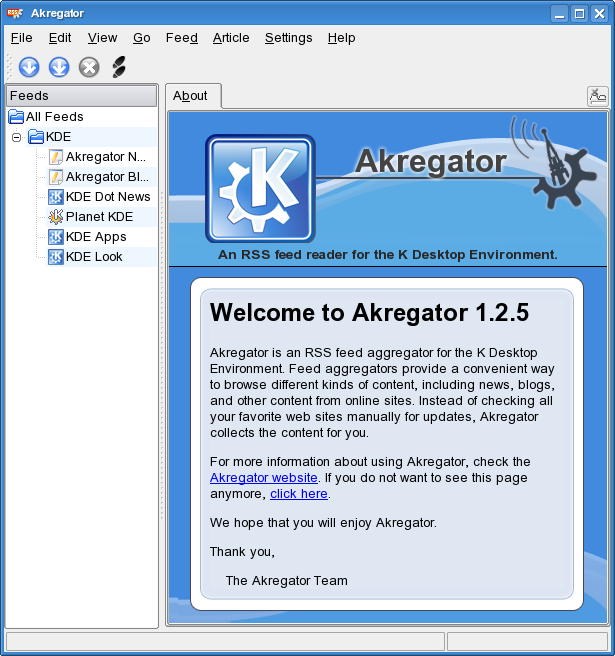 RSS
Akregator
File Edit View Go Feed Article Settings Help
Feeds
All Feeds
KDE
Akregator N...
Akregator Bl...
KDE Dot News
Planet KDE
KDE Apps
KDE Look
About
K
Akregator
An RSS feed reader for the K Desktop Environment.
Welcome to Akregator 1.2.5
Akregator is an RSS feed aggregator for the K Desktop
Environment. Feed aggregators provide a convenient way
to browse different kinds of content, including news, blogs,
and other content from online sites. Instead of checking all
your favorite web sites manually for updates, Akregator
collects the content for you.
For more information about using Akregator, check the
Akregator website. If you do not want to see this page
anymore, click here.
We hope that you will enjoy Akregator.
Thank you,
The Akregator Team